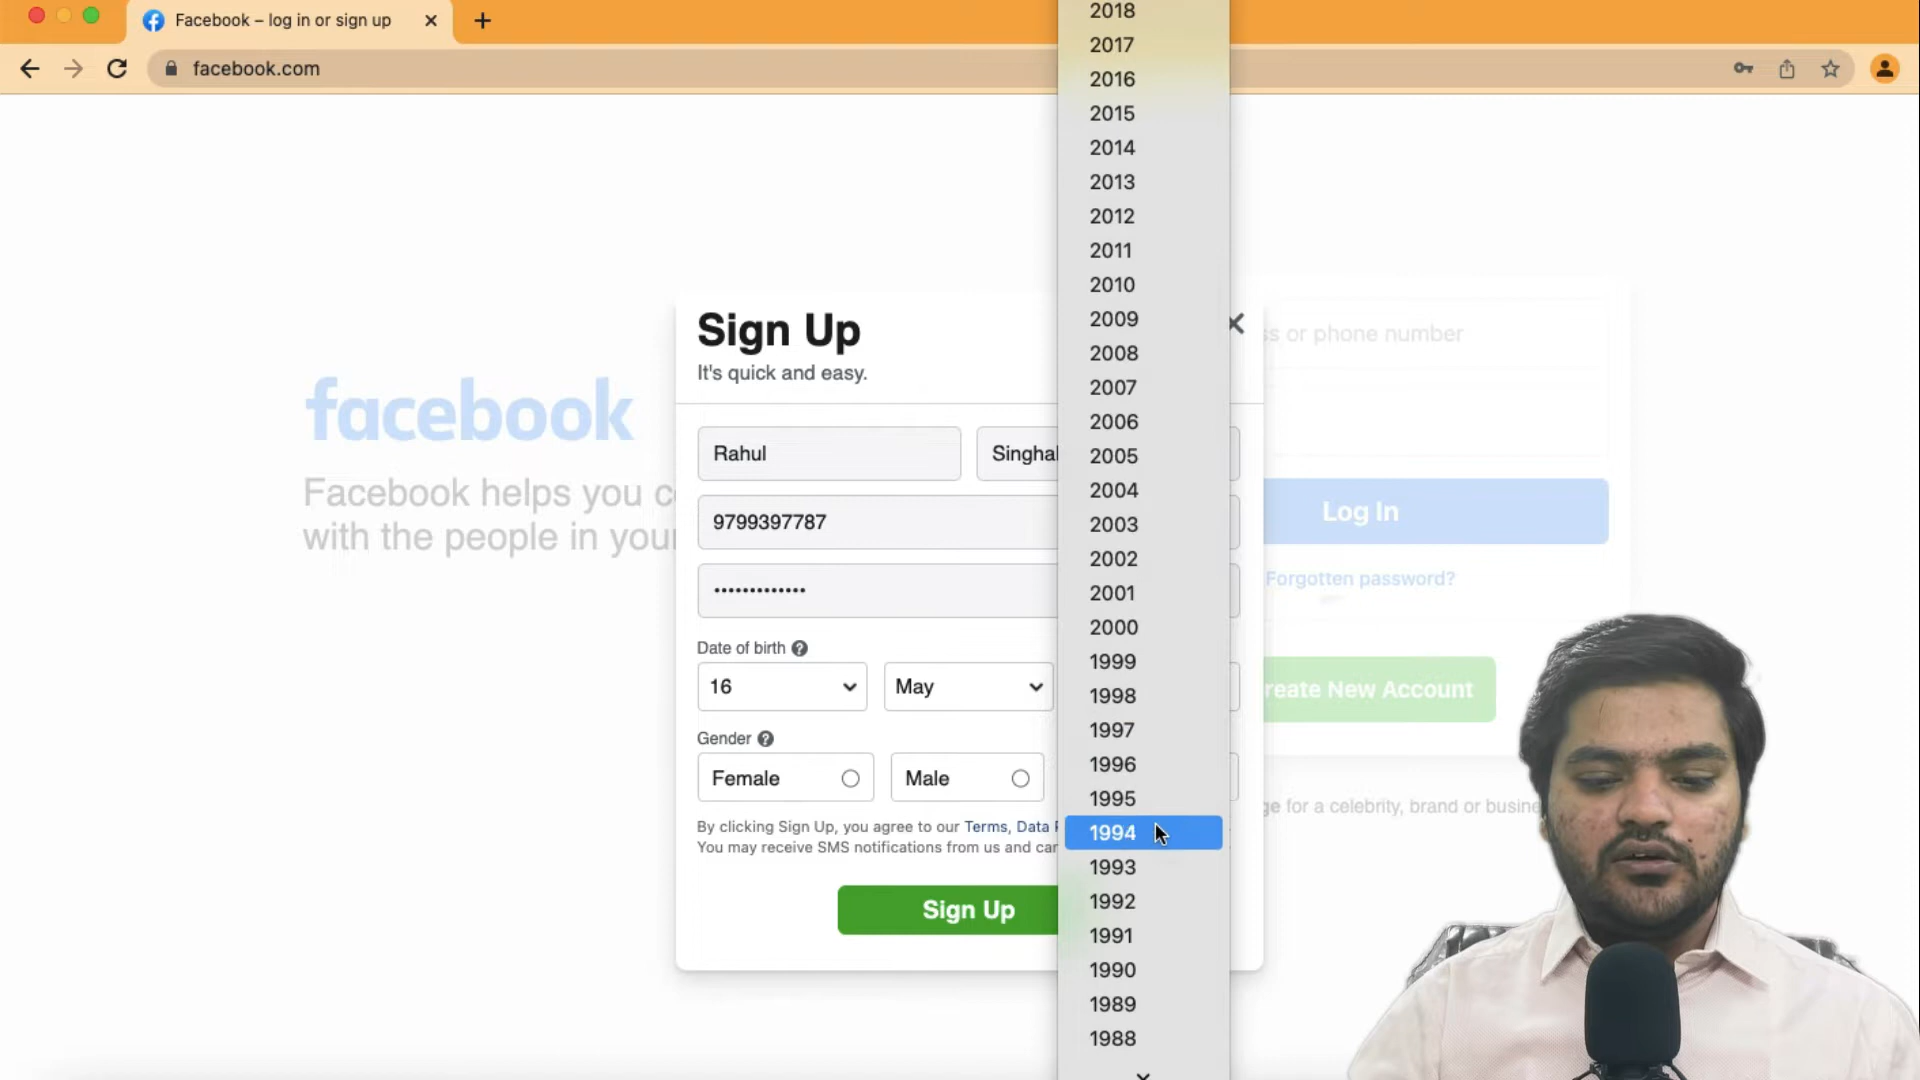 Facebook – log in or sign up
facebook.com
facebook
Facebook helps you c
with the people in your
Sign Up
It's quick and easy.
Rahul
Singhal
9799397787
•••••••••••••
Date of birth
16
May
Gender
Female
Male
By clicking Sign Up, you agree to our Terms, Data P
You may receive SMS notifications from us and can
Sign Up
2018
2017
2016
2015
2014
2013
2012
2011
2010
2009
2008
2007
2006
2005
2004
2003
2002
2001
2000
1999
1998
1997
1996
1995
1994
1993
1992
1991
1990
1989
1988
ss or phone number
Log In
Forgotten password?
reate New Account
ge for a celebrity, brand or busine